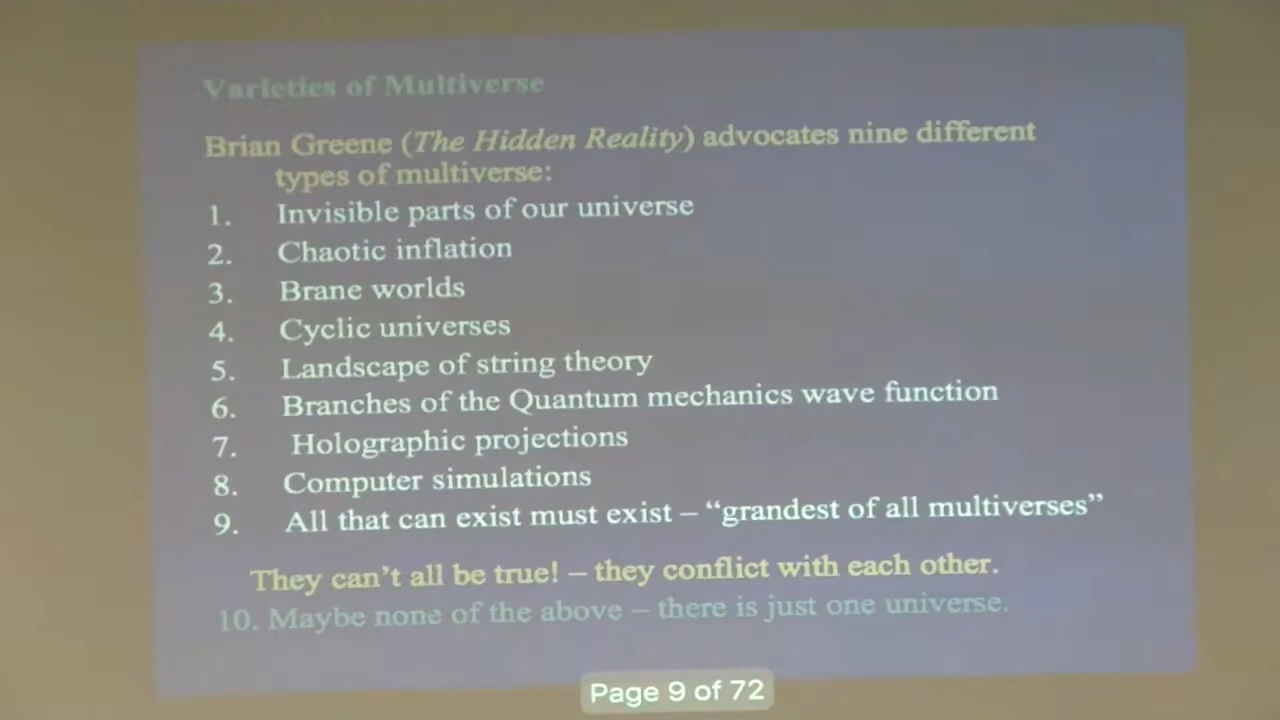 Varieties of Multiverse
Brian Greene (The Hidden Reality) advocates nine different
types of multiverse:
1. Invisible parts of our universe
2. Chaotic inflation
3. Brane worlds
4. Cyclic universes
5. Landscape of string theory
6. Branches of the Quantum mechanics wave function
7. Holographic projections
8. Computer simulations
9. All that can exist must exist – “grandest of all multiverses”
They can’t all be true! – they conflict with each other.
10. Maybe none of the above – there is just one universe.
Page 9 of 72